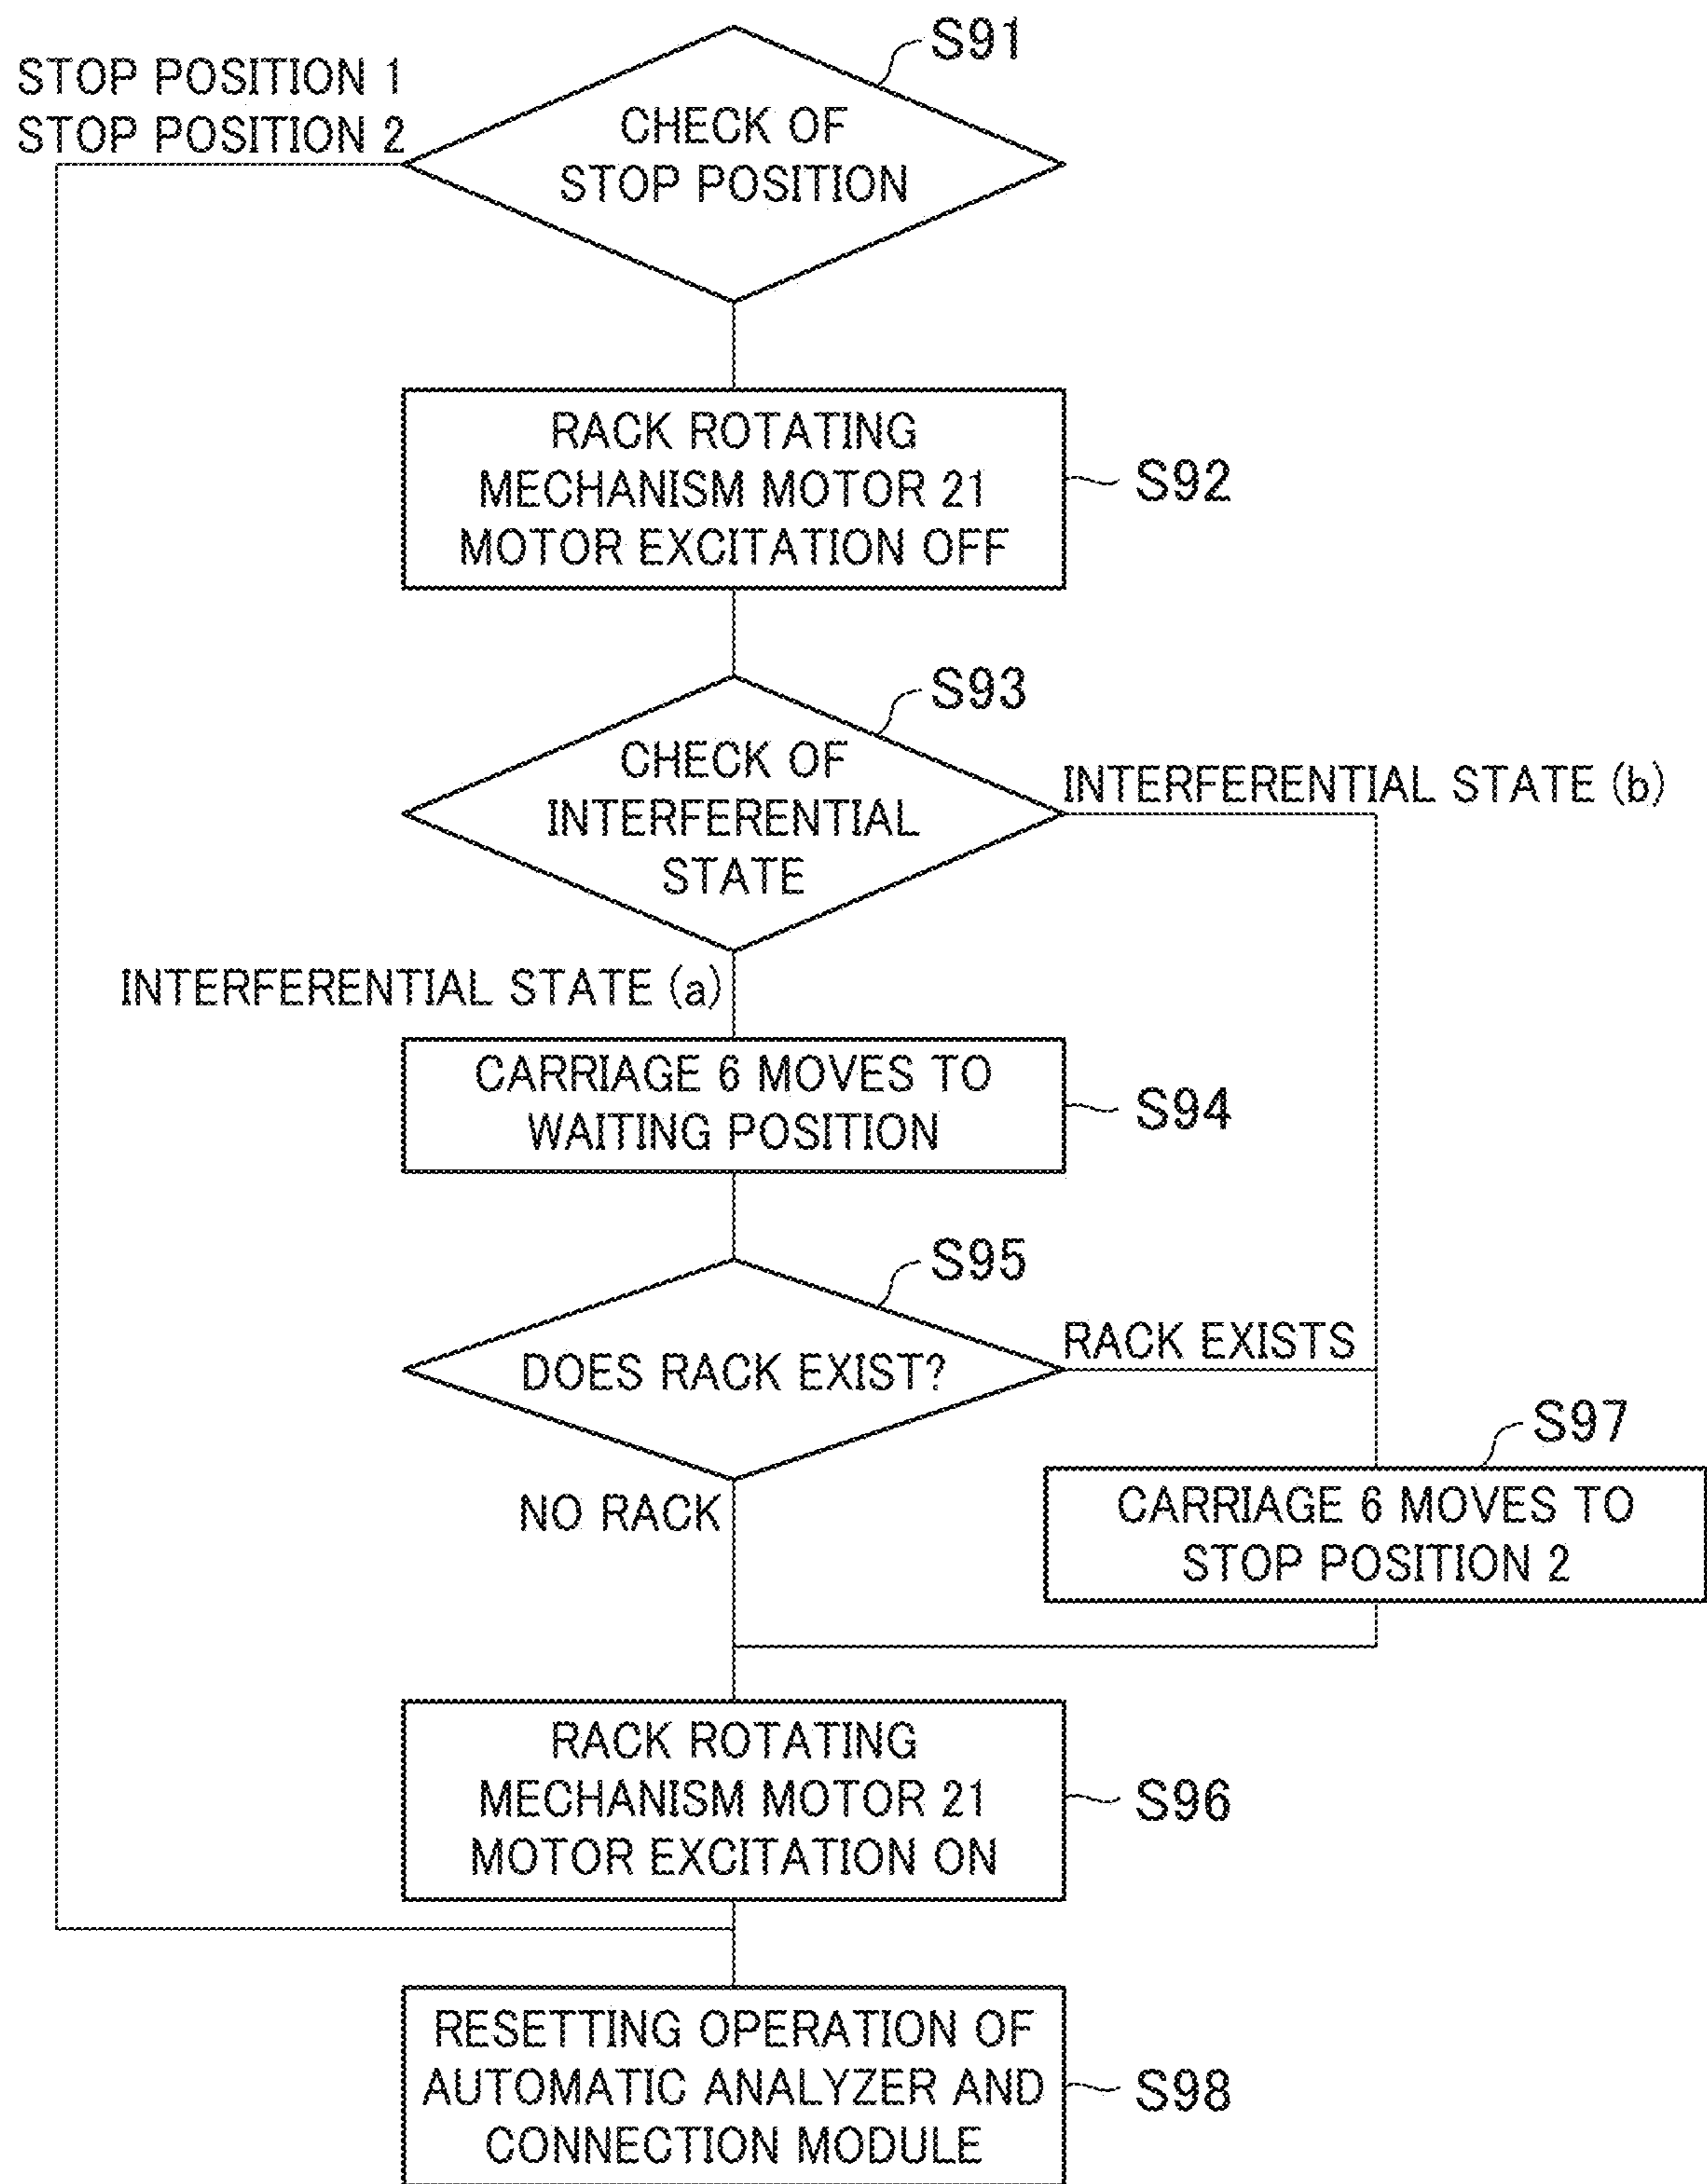 S91
STOP POSITION 1
STOP POSITION 2
CHECK OF
STOP POSITION
RACK ROTATING
MECHANISM MOTOR 21
MOTOR EXCITATION OFF
S92
S93
CHECK OF
INTERFERENTIAL
STATE
INTERFERENTIAL STATE (b)
INTERFERENTIAL STATE (a)
CARRIAGE 6 MOVES TO
WAITING POSITION
S94
S95
DOES RACK EXIST?
RACK EXISTS
NO RACK
S97
CARRIAGE 6 MOVES TO
STOP POSITION 2
RACK ROTATING
MECHANISM MOTOR 21
MOTOR EXCITATION ON
S96
RESETTING OPERATION OF
AUTOMATIC ANALYZER AND
CONNECTION MODULE
S98